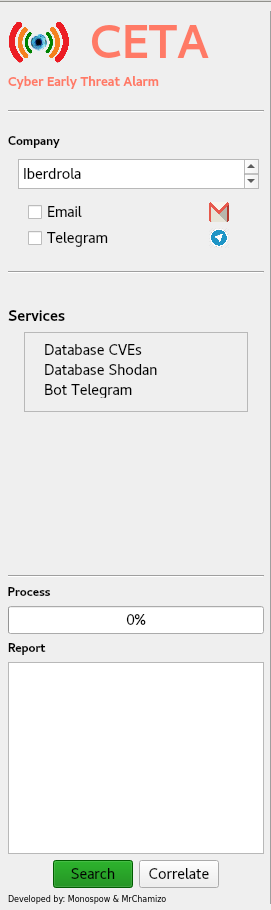 CETA
Cyber Early Threat Alarm
Company
Iberdrola
Email
Telegram
Services
Database CVEs
Database Shodan
Bot Telegram
Process
0%
Report
Search Correlate
Developed by: Monospow & MrChamizo